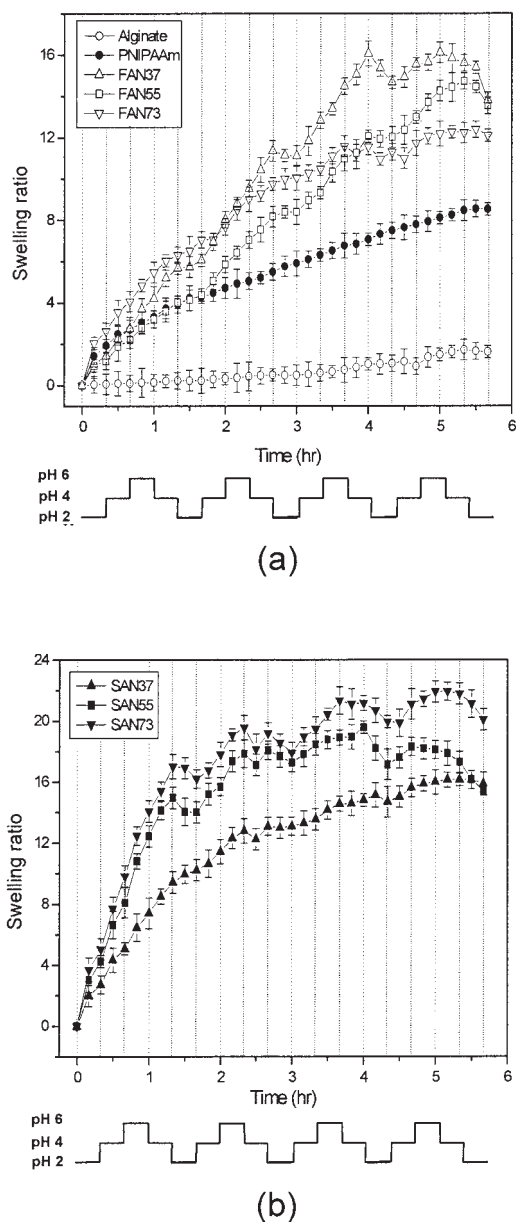 16
12
8
4
0
Swelling ratio
Alginate
PNIPAAm
FAN37
FAN55
FAN73
0 1 2 3 4 5 6
Time (hr)
pH 6
pH 4
pH 2
(a)
24
20
16
12
8
4
0
Swelling ratio
SAN37
SAN55
SAN73
0 1 2 3 4 5 6
Time (hr)
pH 6
pH 4
pH 2
(b)